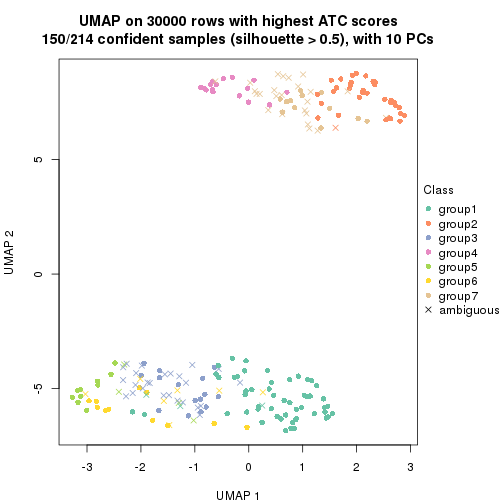 UMAP on 30000 rows with highest ATC scores
150/214 confident samples (silhouette > 0.5), with 10 PCs
5
0
-5
UMAP 2
-3
-2
-1
0
1
2
3
UMAP 1
Class
group1
group2
group3
group4
group5
group6
group7
ambiguous